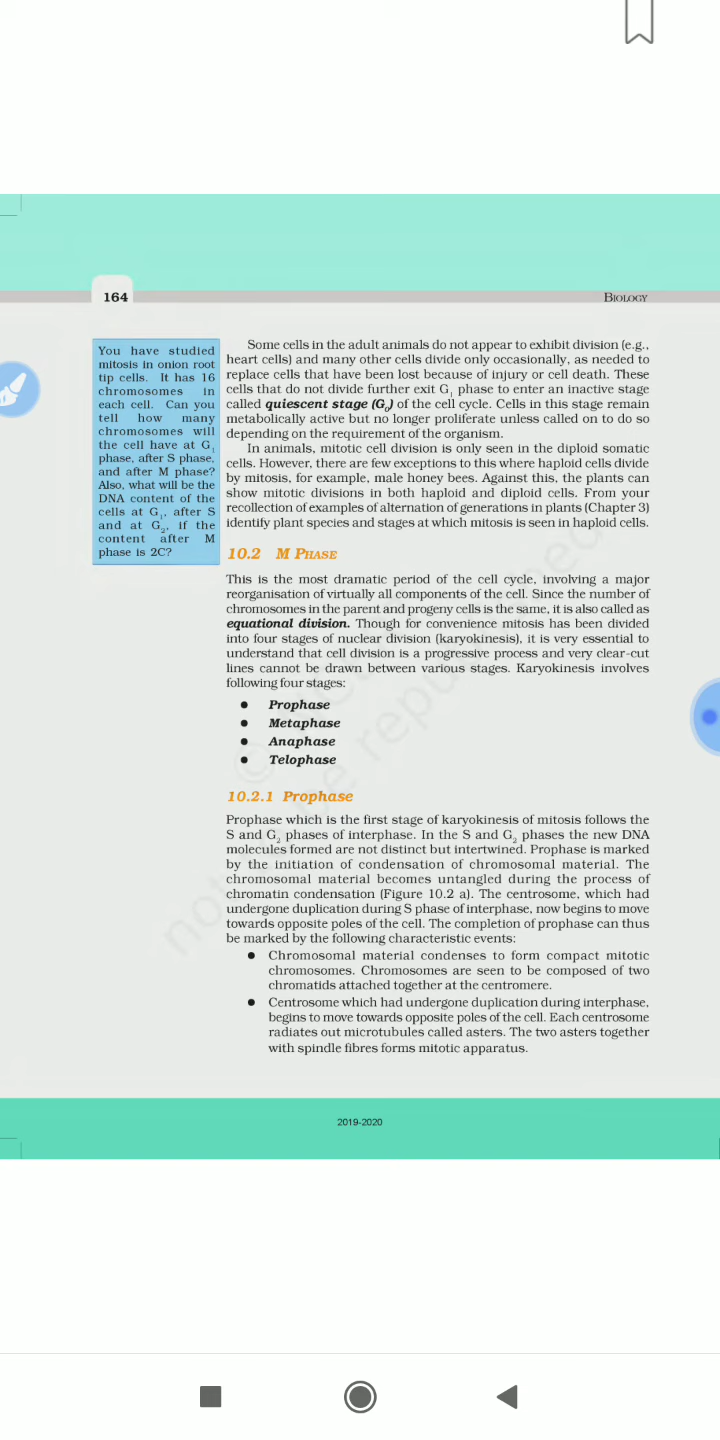 164
BIOLOGY
You have studied
mitosis in onion root
tip cells. It has 16
chromosomes in
each cell. Can you
tell how many
chromosomes will
the cell have at G1
phase, after S phase,
and after M phase?
Also, what will be the
DNA content of the
cells at G1, after S
and at G2, if the
content after M
phase is 2C?
Some cells in the adult animals do not appear to exhibit division (e.g.,
heart cells) and many other cells divide only occasionally, as needed to
replace cells that have been lost because of injury or cell death. These
cells that do not divide further exit G1 phase to enter an inactive stage
called quiescent stage (G0) of the cell cycle. Cells in this stage remain
metabolically active but no longer proliferate unless called on to do so
depending on the requirement of the organism.
In animals, mitotic cell division is only seen in the diploid somatic
cells. However, there are few exceptions to this where haploid cells divide
by mitosis, for example, male honey bees. Against this, the plants can
show mitotic divisions in both haploid and diploid cells. From your
recollection of examples of alternation of generations in plants (Chapter 3)
identify plant species and stages at which mitosis is seen in haploid cells.
10.2 M PHASE
This is the most dramatic period of the cell cycle, involving a major
reorganisation of virtually all components of the cell. Since the number of
chromosomes in the parent and progeny cells is the same, it is also called as
equational division. Though for convenience mitosis has been divided
into four stages of nuclear division (karyokinesis), it is very essential to
understand that cell division is a progressive process and very clear-cut
lines cannot be drawn between various stages. Karyokinesis involves
following four stages:
● Prophase
● Metaphase
● Anaphase
● Telophase
10.2.1 Prophase
Prophase which is the first stage of karyokinesis of mitosis follows the
S and G2 phases of interphase. In the S and G2 phases the new DNA
molecules formed are not distinct but intertwined. Prophase is marked
by the initiation of condensation of chromosomal material. The
chromosomal material becomes untangled during the process of
chromatin condensation (Figure 10.2 a). The centrosome, which had
undergone duplication during S phase of interphase, now begins to move
towards opposite poles of the cell. The completion of prophase can thus
be marked by the following characteristic events:
● Chromosomal material condenses to form compact mitotic
chromosomes. Chromosomes are seen to be composed of two
chromatids attached together at the centromere.
● Centrosome which had undergone duplication during interphase,
begins to move towards opposite poles of the cell. Each centrosome
radiates out microtubules called asters. The two asters together
with spindle fibres forms mitotic apparatus.
2019-2020